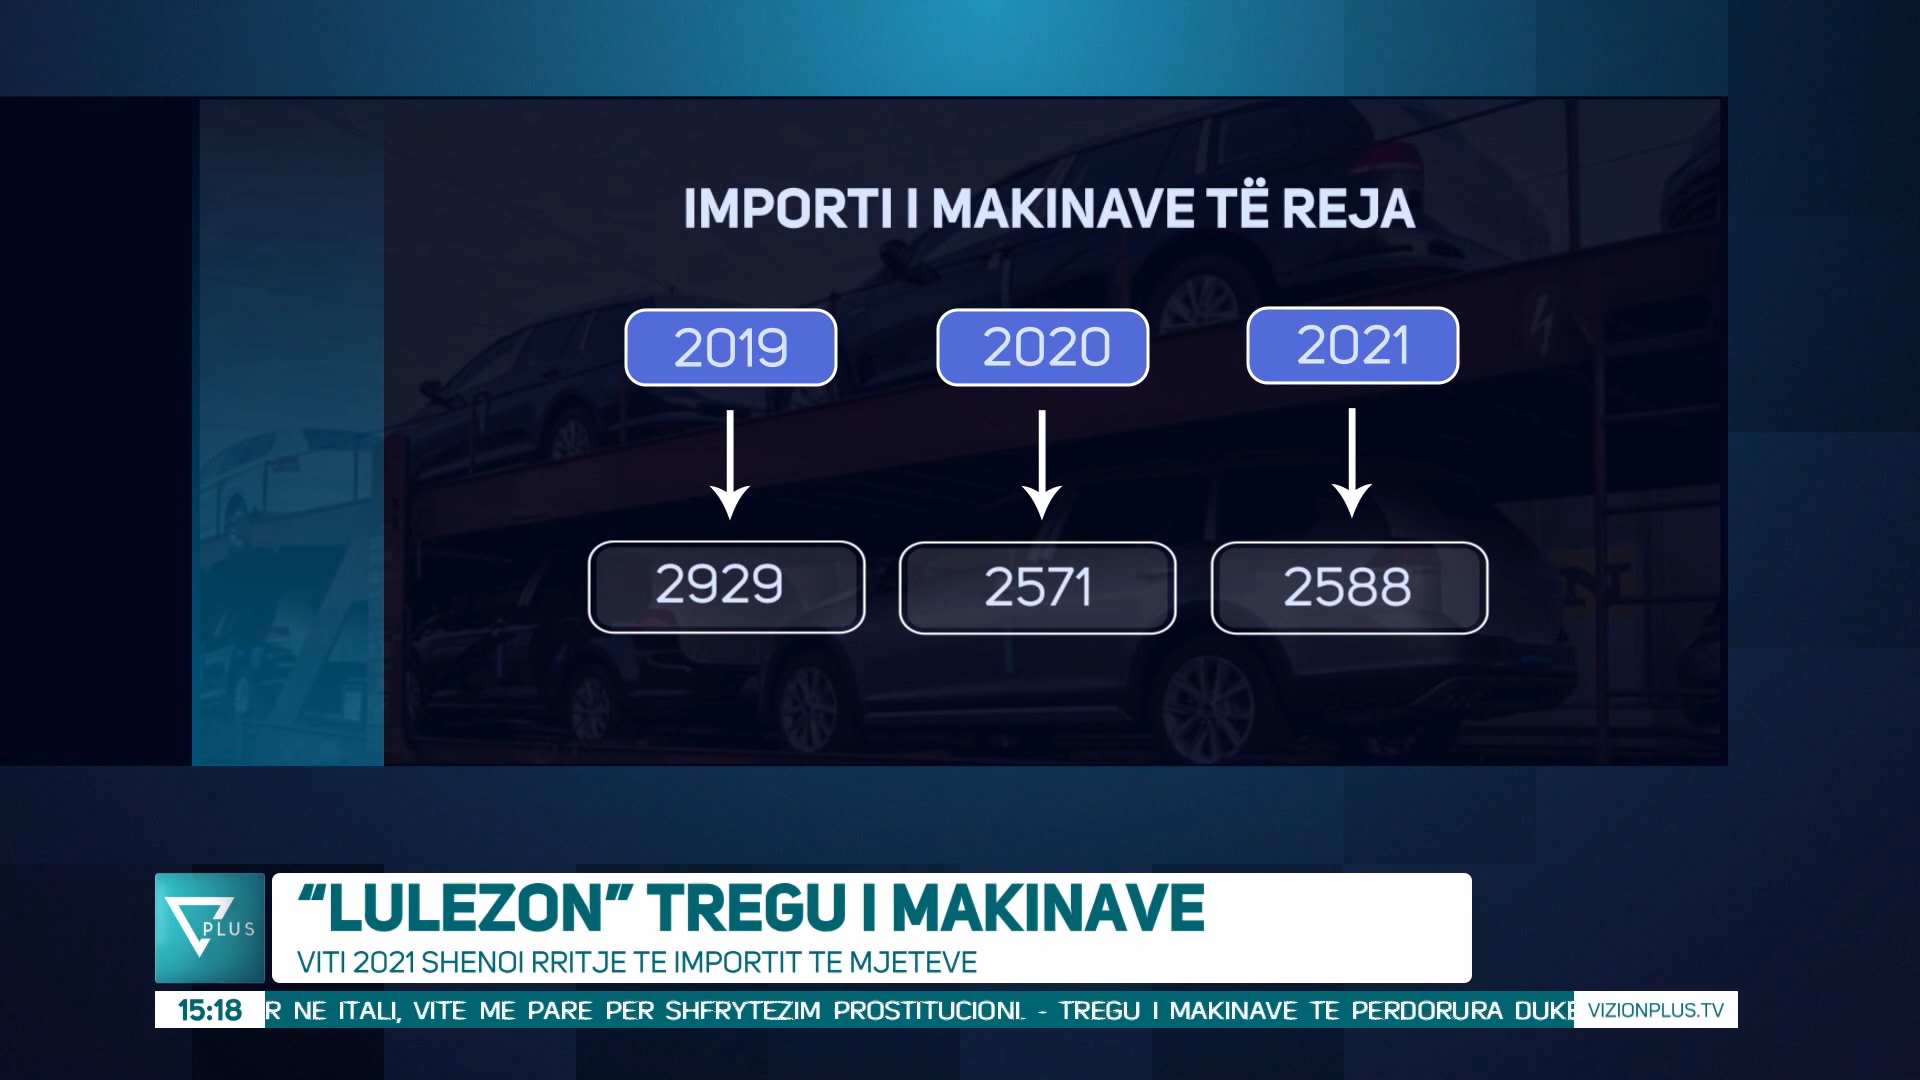 IMPORTI I MAKINAVE TË REJA
2019 2020 2021
2929 2571 2588
“LULEZON” TREGU I MAKINAVE
PLUS
VITI 2021 SHENOI RRITJE TE IMPORTIT TE MJETEVE
15:18 R NE ITALI, VITE ME PARE PER SHFRYTEZIM PROSTITUCIONI. - TREGU I MAKINAVE TE PERDORURA DUKE VIZIONPLUS.TV